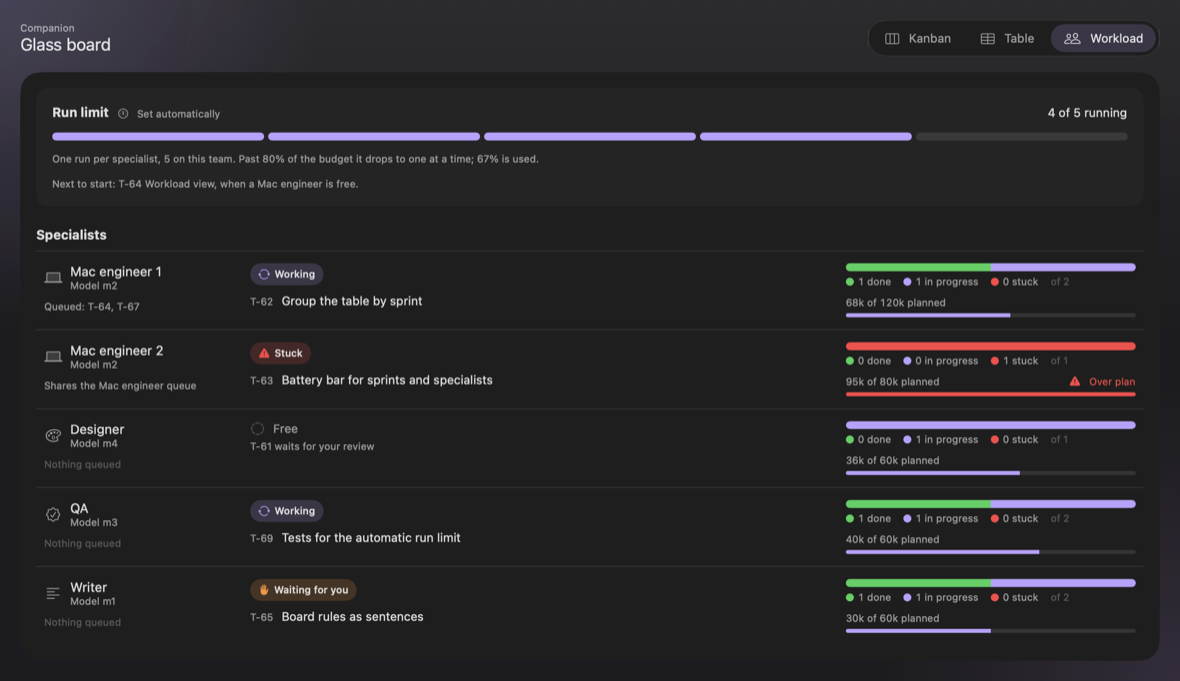 Companion
Glass board
Kanban
Table
Workload
Run limit Set automatically
4 of 5 running
One run per specialist, 5 on this team. Past 80% of the budget it drops to one at a time; 67% is used.
Next to start: T-64 Workload view, when a Mac engineer is free.
Specialists
Mac engineer 1
Model m2
Queued: T-64, T-67
Working
T-62 Group the table by sprint
1 done 1 in progress 0 stuck of 2
68k of 120k planned
Mac engineer 2
Model m2
Shares the Mac engineer queue
Stuck
T-63 Battery bar for sprints and specialists
0 done 0 in progress 1 stuck of 1
95k of 80k planned Over plan
Designer
Model m4
Nothing queued
Free
T-61 waits for your review
0 done 1 in progress 0 stuck of 1
36k of 60k planned
QA
Model m3
Nothing queued
Working
T-69 Tests for the automatic run limit
1 done 1 in progress 0 stuck of 2
40k of 60k planned
Writer
Model m1
Nothing queued
Waiting for you
T-65 Board rules as sentences
1 done 1 in progress 0 stuck of 2
30k of 60k planned